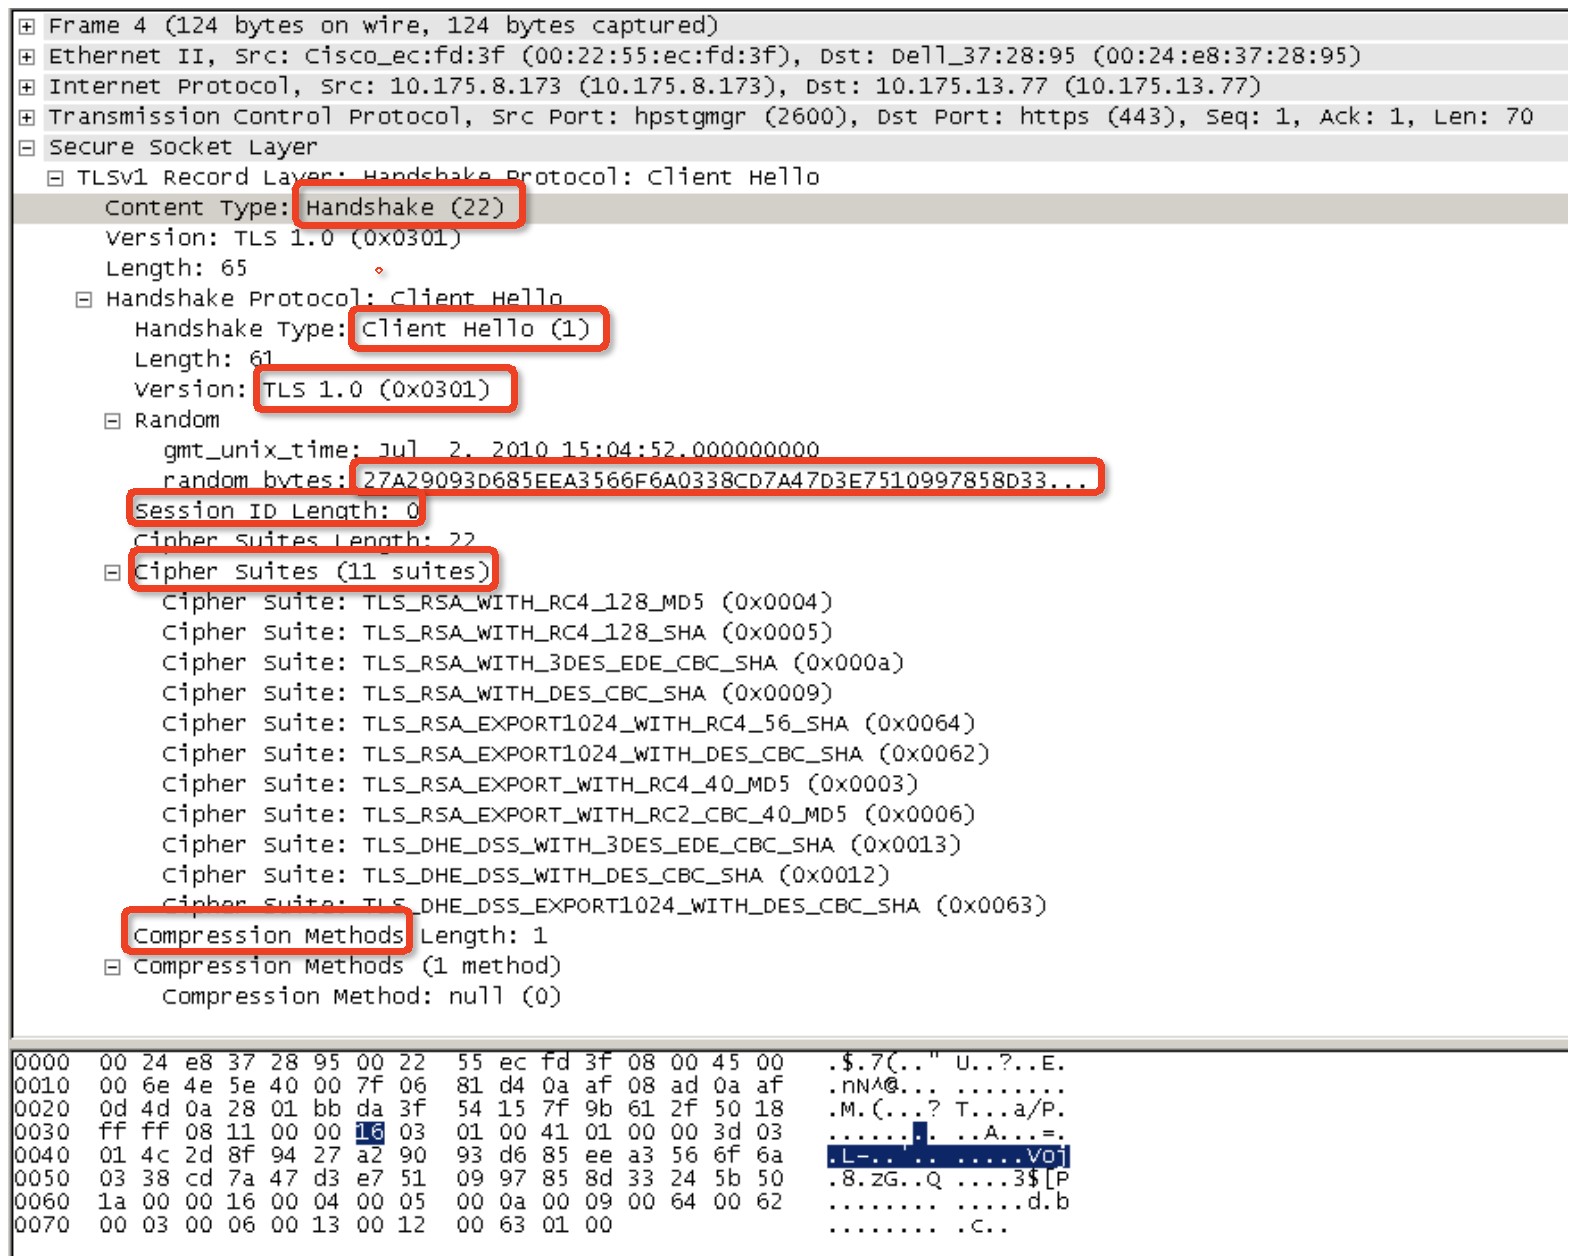 Frame 4 (124 bytes on wire, 124 bytes captured)
Ethernet II, Src: Cisco_ec:fd:3f (00:22:55:ec:fd:3f), Dst: Dell_37:28:95 (00:24:e8:37:28:95)
Internet Protocol, Src: 10.175.8.173 (10.175.8.173), Dst: 10.175.13.77 (10.175.13.77)
Transmission Control Protocol, Src Port: hpstgmgr (2600), Dst Port: https (443), Seq: 1, Ack: 1, Len: 70
Secure Socket Layer
TLSv1 Record Layer: Handshake Protocol: Client Hello
Content Type: Handshake (22)
Version: TLS 1.0 (0x0301)
Length: 65
Handshake Protocol: Client Hello
Handshake Type: Client Hello (1)
Length: 61
Version: TLS 1.0 (0x0301)
Random
gmt_unix_time: Jul  2, 2010 15:04:52.000000000
random bytes: 27A29093D685EEA3566F6A0338CD7A47D3E7510997858D33...
Session ID Length: 0
Cipher Suites Length: 22
Cipher Suites (11 suites)
Cipher Suite: TLS_RSA_WITH_RC4_128_MD5 (0x0004)
Cipher Suite: TLS_RSA_WITH_RC4_128_SHA (0x0005)
Cipher Suite: TLS_RSA_WITH_3DES_EDE_CBC_SHA (0x000a)
Cipher Suite: TLS_RSA_WITH_DES_CBC_SHA (0x0009)
Cipher Suite: TLS_RSA_EXPORT1024_WITH_RC4_56_SHA (0x0064)
Cipher Suite: TLS_RSA_EXPORT1024_WITH_DES_CBC_SHA (0x0062)
Cipher Suite: TLS_RSA_EXPORT_WITH_RC4_40_MD5 (0x0003)
Cipher Suite: TLS_RSA_EXPORT_WITH_RC2_CBC_40_MD5 (0x0006)
Cipher Suite: TLS_DHE_DSS_WITH_3DES_EDE_CBC_SHA (0x0013)
Cipher Suite: TLS_DHE_DSS_WITH_DES_CBC_SHA (0x0012)
Cipher Suite: TLS_DHE_DSS_EXPORT1024_WITH_DES_CBC_SHA (0x0063)
Compression Methods Length: 1
Compression Methods (1 method)
Compression Method: null (0)
0000 00 24 e8 37 28 95 00 22 55 ec fd 3f 08 00 45 00 .$.7(.." U..?..E.
0010 00 6e 4e 5e 40 00 7f 06 81 d4 0a af 08 ad 0a af .nN^@... ........
0020 0d 4d 0a 28 01 bb da 3f 54 15 7f 9b 61 2f 50 18 .M.(...? T...a/P.
0030 ff ff 08 11 00 00 16 03 01 00 41 01 00 00 3d 03 ........ ..A...=.
0040 01 4c 2d 8f 94 27 a2 90 93 d6 85 ee a3 56 6f 6a .L-..'.. .....Voj
0050 03 38 cd 7a 47 d3 e7 51 09 97 85 8d 33 24 5b 50 .8.zG..Q ....3$[P
0060 1a 00 00 16 00 04 00 05 00 0a 00 09 00 64 00 62 ........ .....d.b
0070 00 03 00 06 00 13 00 12 00 63 01 00 ........ .c..